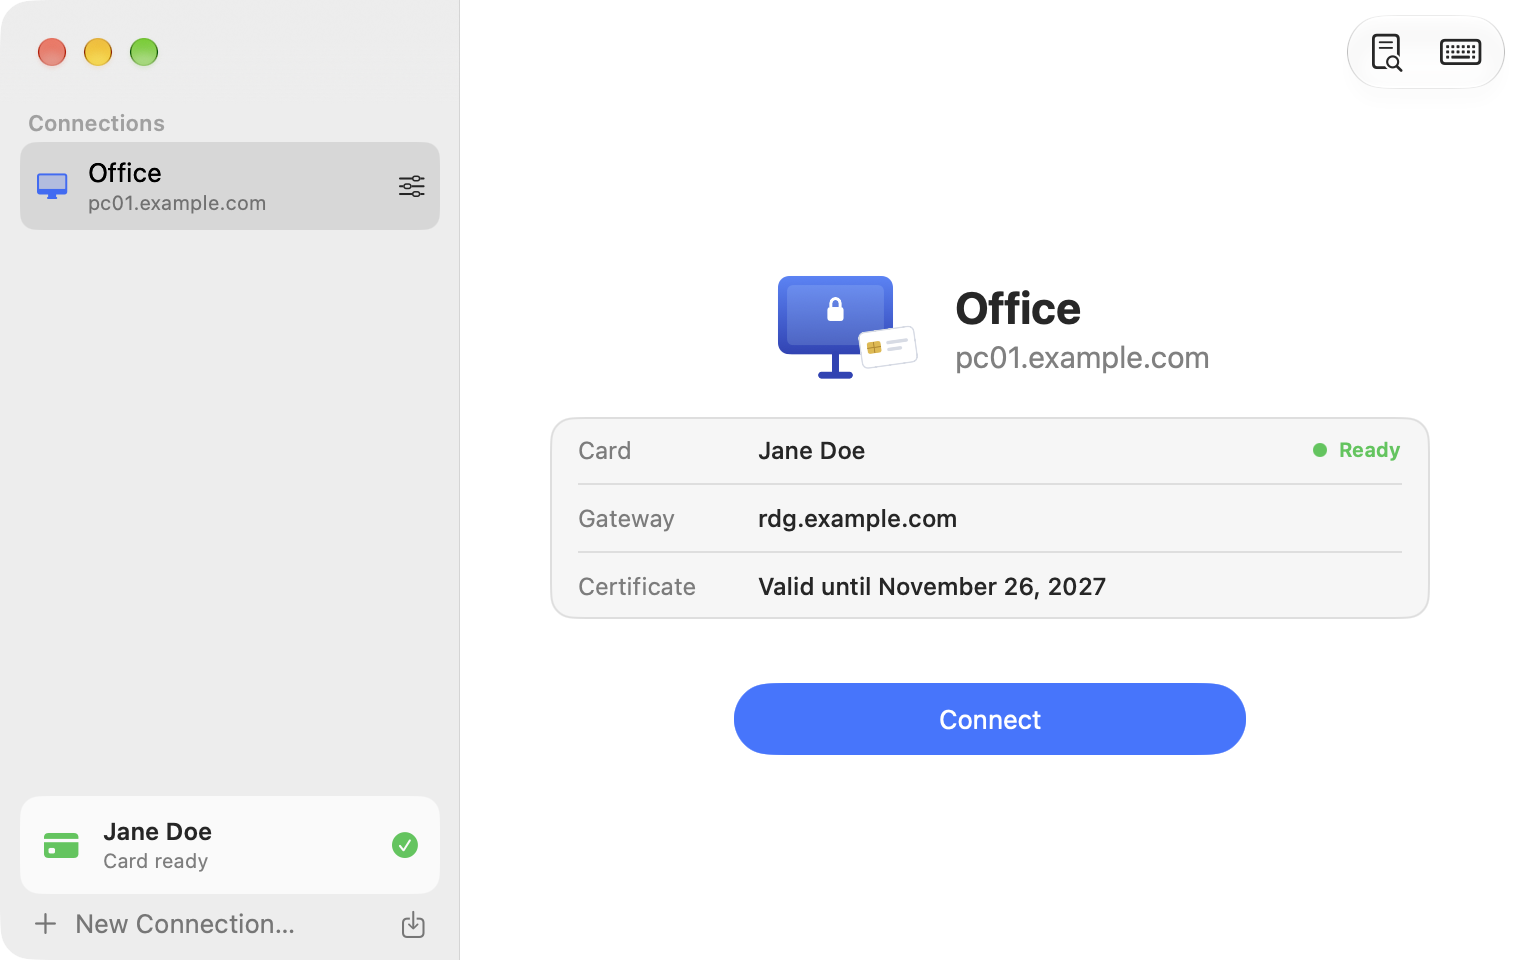 Connections
Office
pc01.example.com
Office
pc01.example.com
Card
Jane Doe
Ready
Gateway
rdg.example.com
Certificate
Valid until November 26, 2027
Connect
Jane Doe
Card ready
New Connection...